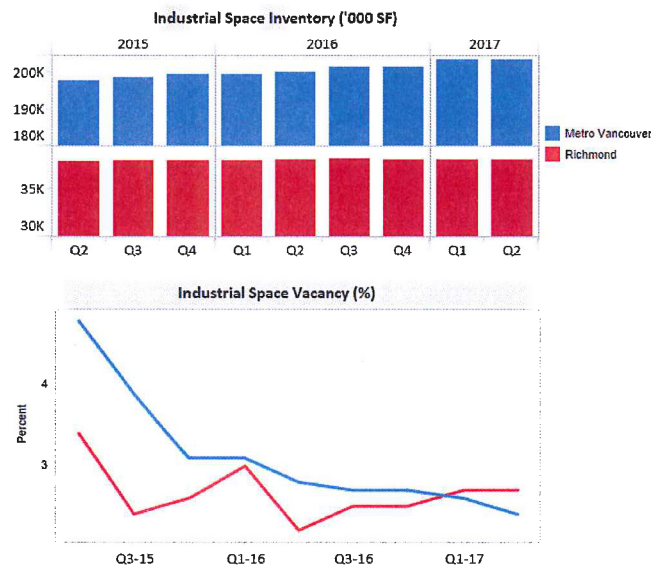 Industrial Space Inventory ('000 SF)
2015 2016 2017
200K
190K
180K
Metro Vancouver
Richmond
35K
30K
Q2 Q3 Q4 Q1 Q2 Q3 Q4 Q1 Q2
Industrial Space Vacancy (%)
4
Percent
3
Q3-15 Q1-16 Q3-16 Q1-17